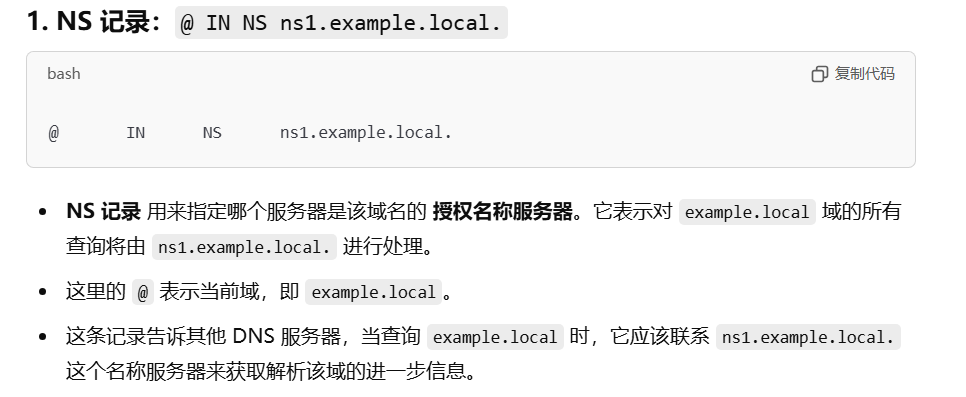 1. NS 记录：@ IN NS ns1.example.local.
bash 复制代码
@ IN NS ns1.example.local.
• NS 记录 用来指定哪个服务器是该域名的 授权名称服务器。它表示对 example.local 域的所有
查询将由 ns1.example.local. 进行处理。
• 这里的 @ 表示当前域，即 example.local。
• 这条记录告诉其他 DNS 服务器，当查询 example.local 时，它应该联系 ns1.example.local.
这个名称服务器来获取解析该域的进一步信息。